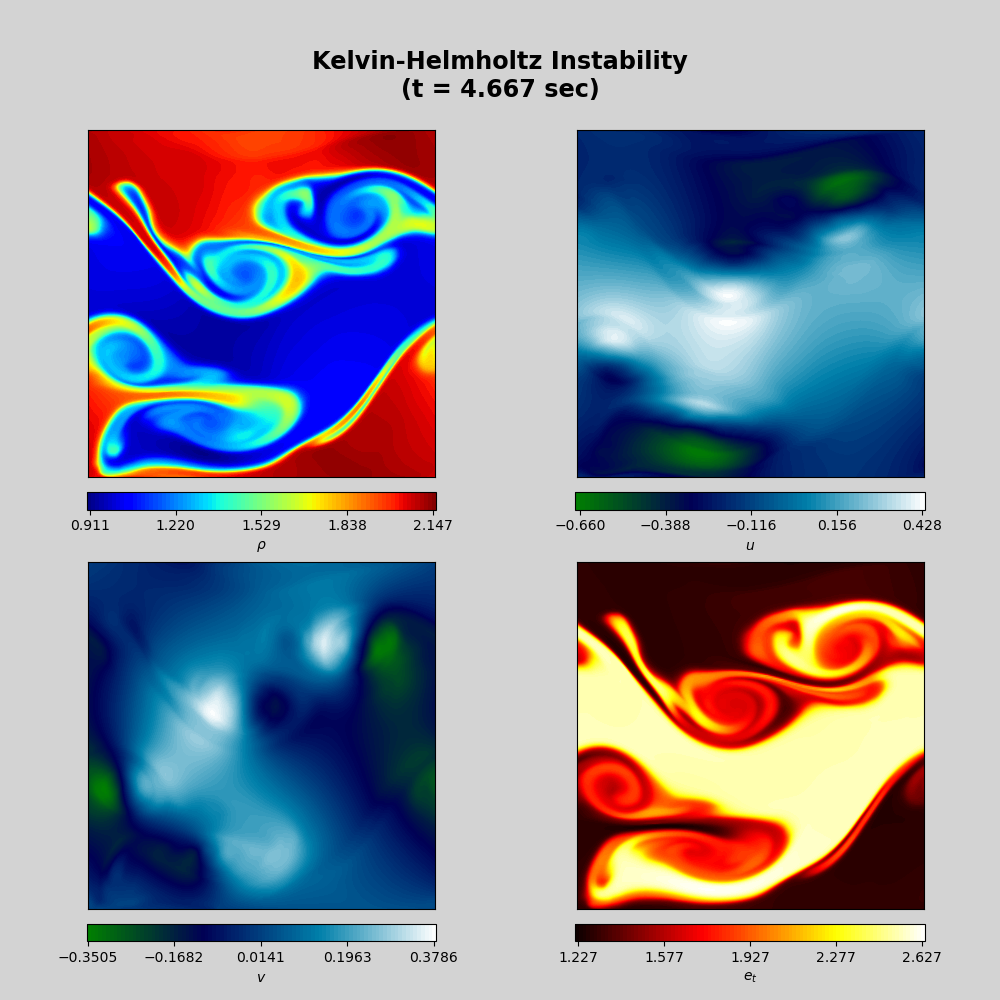 Kelvin-Helmholtz Instability
(t = 4.667 sec)
0.911 1.220 1.529 1.838 2.147
ρ
−0.660 −0.388 −0.116 0.156 0.428
u
−0.3505 −0.1682 0.0141 0.1963 0.3786
v
1.227 1.577 1.927 2.277 2.627
e_t